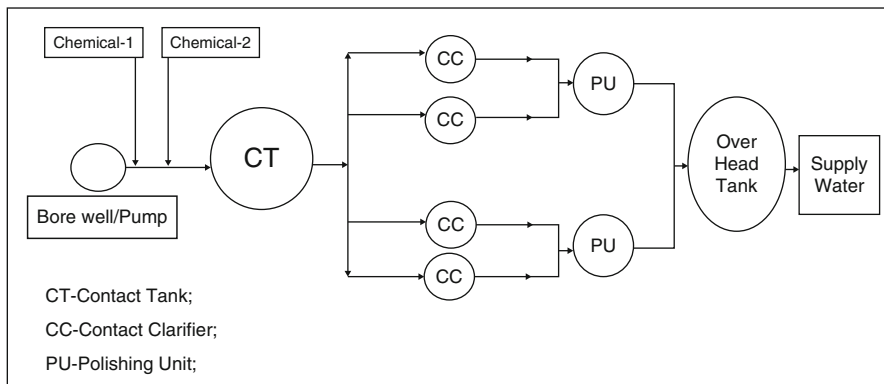 Chemical-1
Chemical-2
Bore well/Pump
CT
CC
CC
CC
CC
PU
PU
Over
Head
Tank
Supply
Water
CT-Contact Tank;
CC-Contact Clarifier;
PU-Polishing Unit;